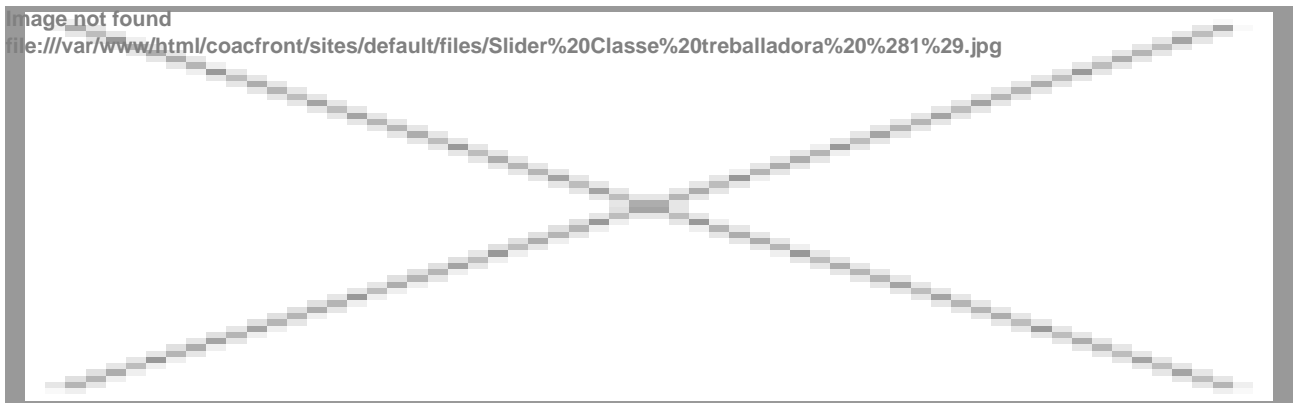 Image not found
file:///var/www/html/coacfront/sites/default/files/Slider%20Classe%20treballadora%20%281%29.jpg